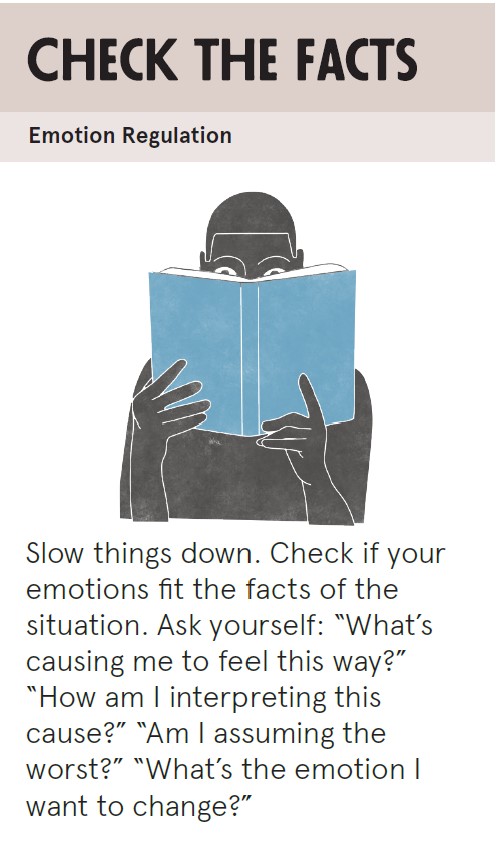 CHECK THE FACTS
Emotion Regulation
Slow things down. Check if your
emotions fit the facts of the
situation. Ask yourself: “What’s
causing me to feel this way?”
“How am I interpreting this
cause?” “Am I assuming the
worst?” “What’s the emotion I
want to change?”